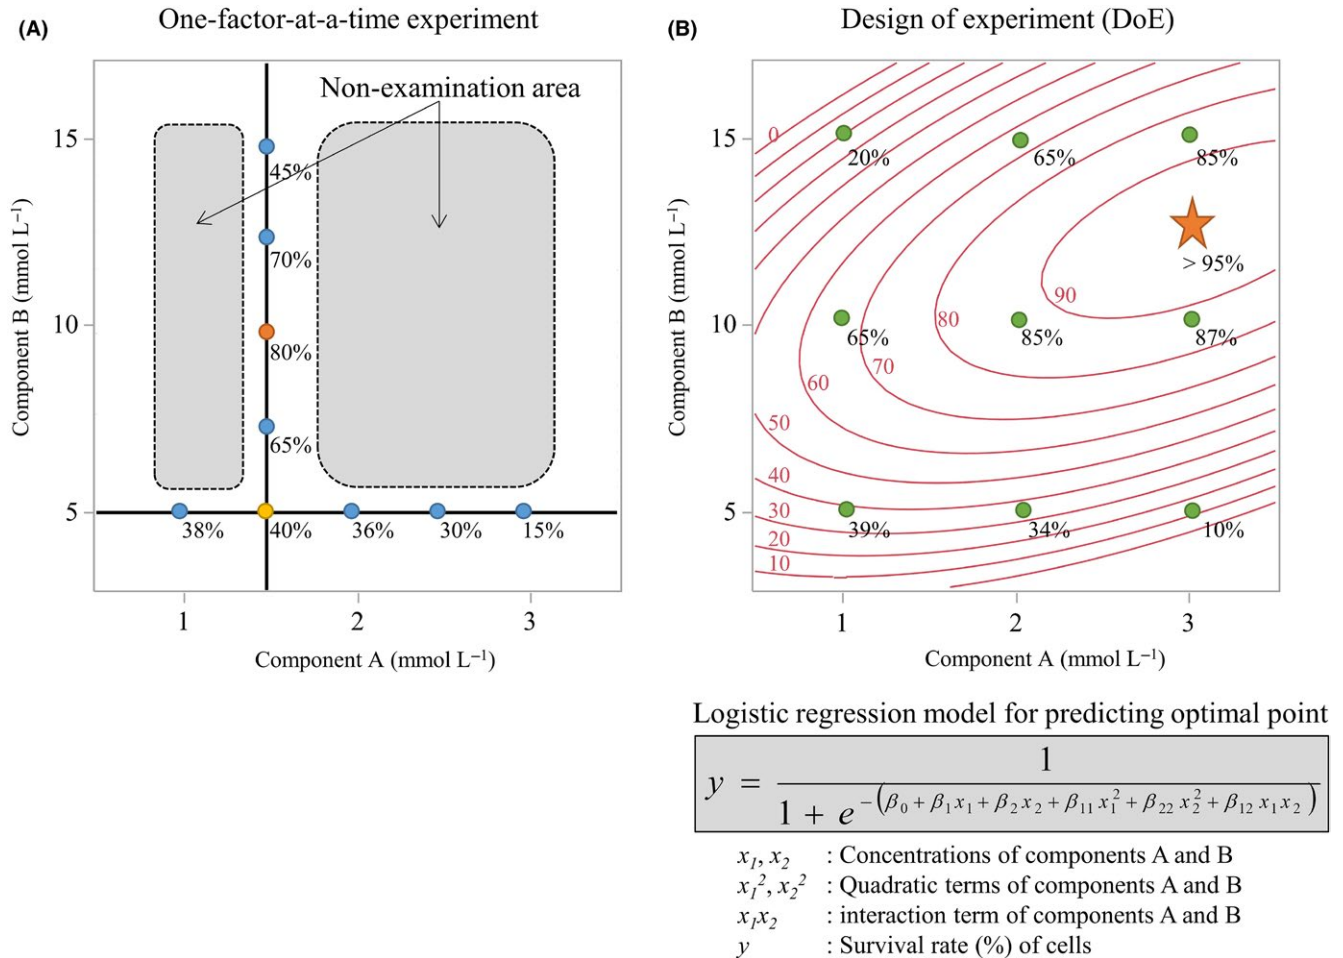 (A)
One-factor-at-a-time experiment
Non-examination area
15
10
5
45%
70%
80%
65%
38%
40%
36%
30%
15%
1
2
3
Component B (mmol L⁻¹)
Component A (mmol L⁻¹)
(B)
Design of experiment (DoE)
15
10
5
0
20%
65%
85%
> 95%
90
80
70
60
65%
85%
87%
50
40
30
20
10
39%
34%
10%
1
2
3
Component B (mmol L⁻¹)
Component A (mmol L⁻¹)
Logistic regression model for predicting optimal point
y = 1 / (1 + e^−(β₀ + β₁x₁ + β₂x₂ + β₁₁x₁² + β₂₂x₂² + β₁₂x₁x₂))
x₁, x₂ : Concentrations of components A and B
x₁², x₂² : Quadratic terms of components A and B
x₁x₂ : interaction term of components A and B
y : Survival rate (%) of cells